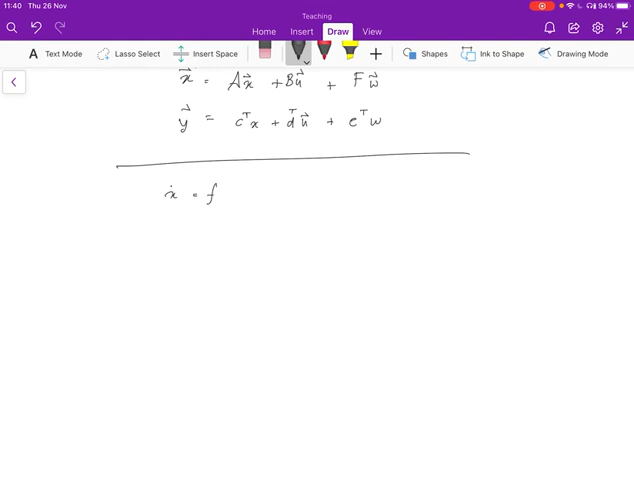 11:40 Thu 26 Nov
94%
Teaching
Home Insert Draw View
A Text Mode Lasso Select Insert Space Shapes Ink to Shape Drawing Mode
ẋ⃗ = Ax⃗ + Bu⃗ + Fw⃗
y⃗ = cᵀx + dᵀu⃗ + eᵀw
ẋ = f